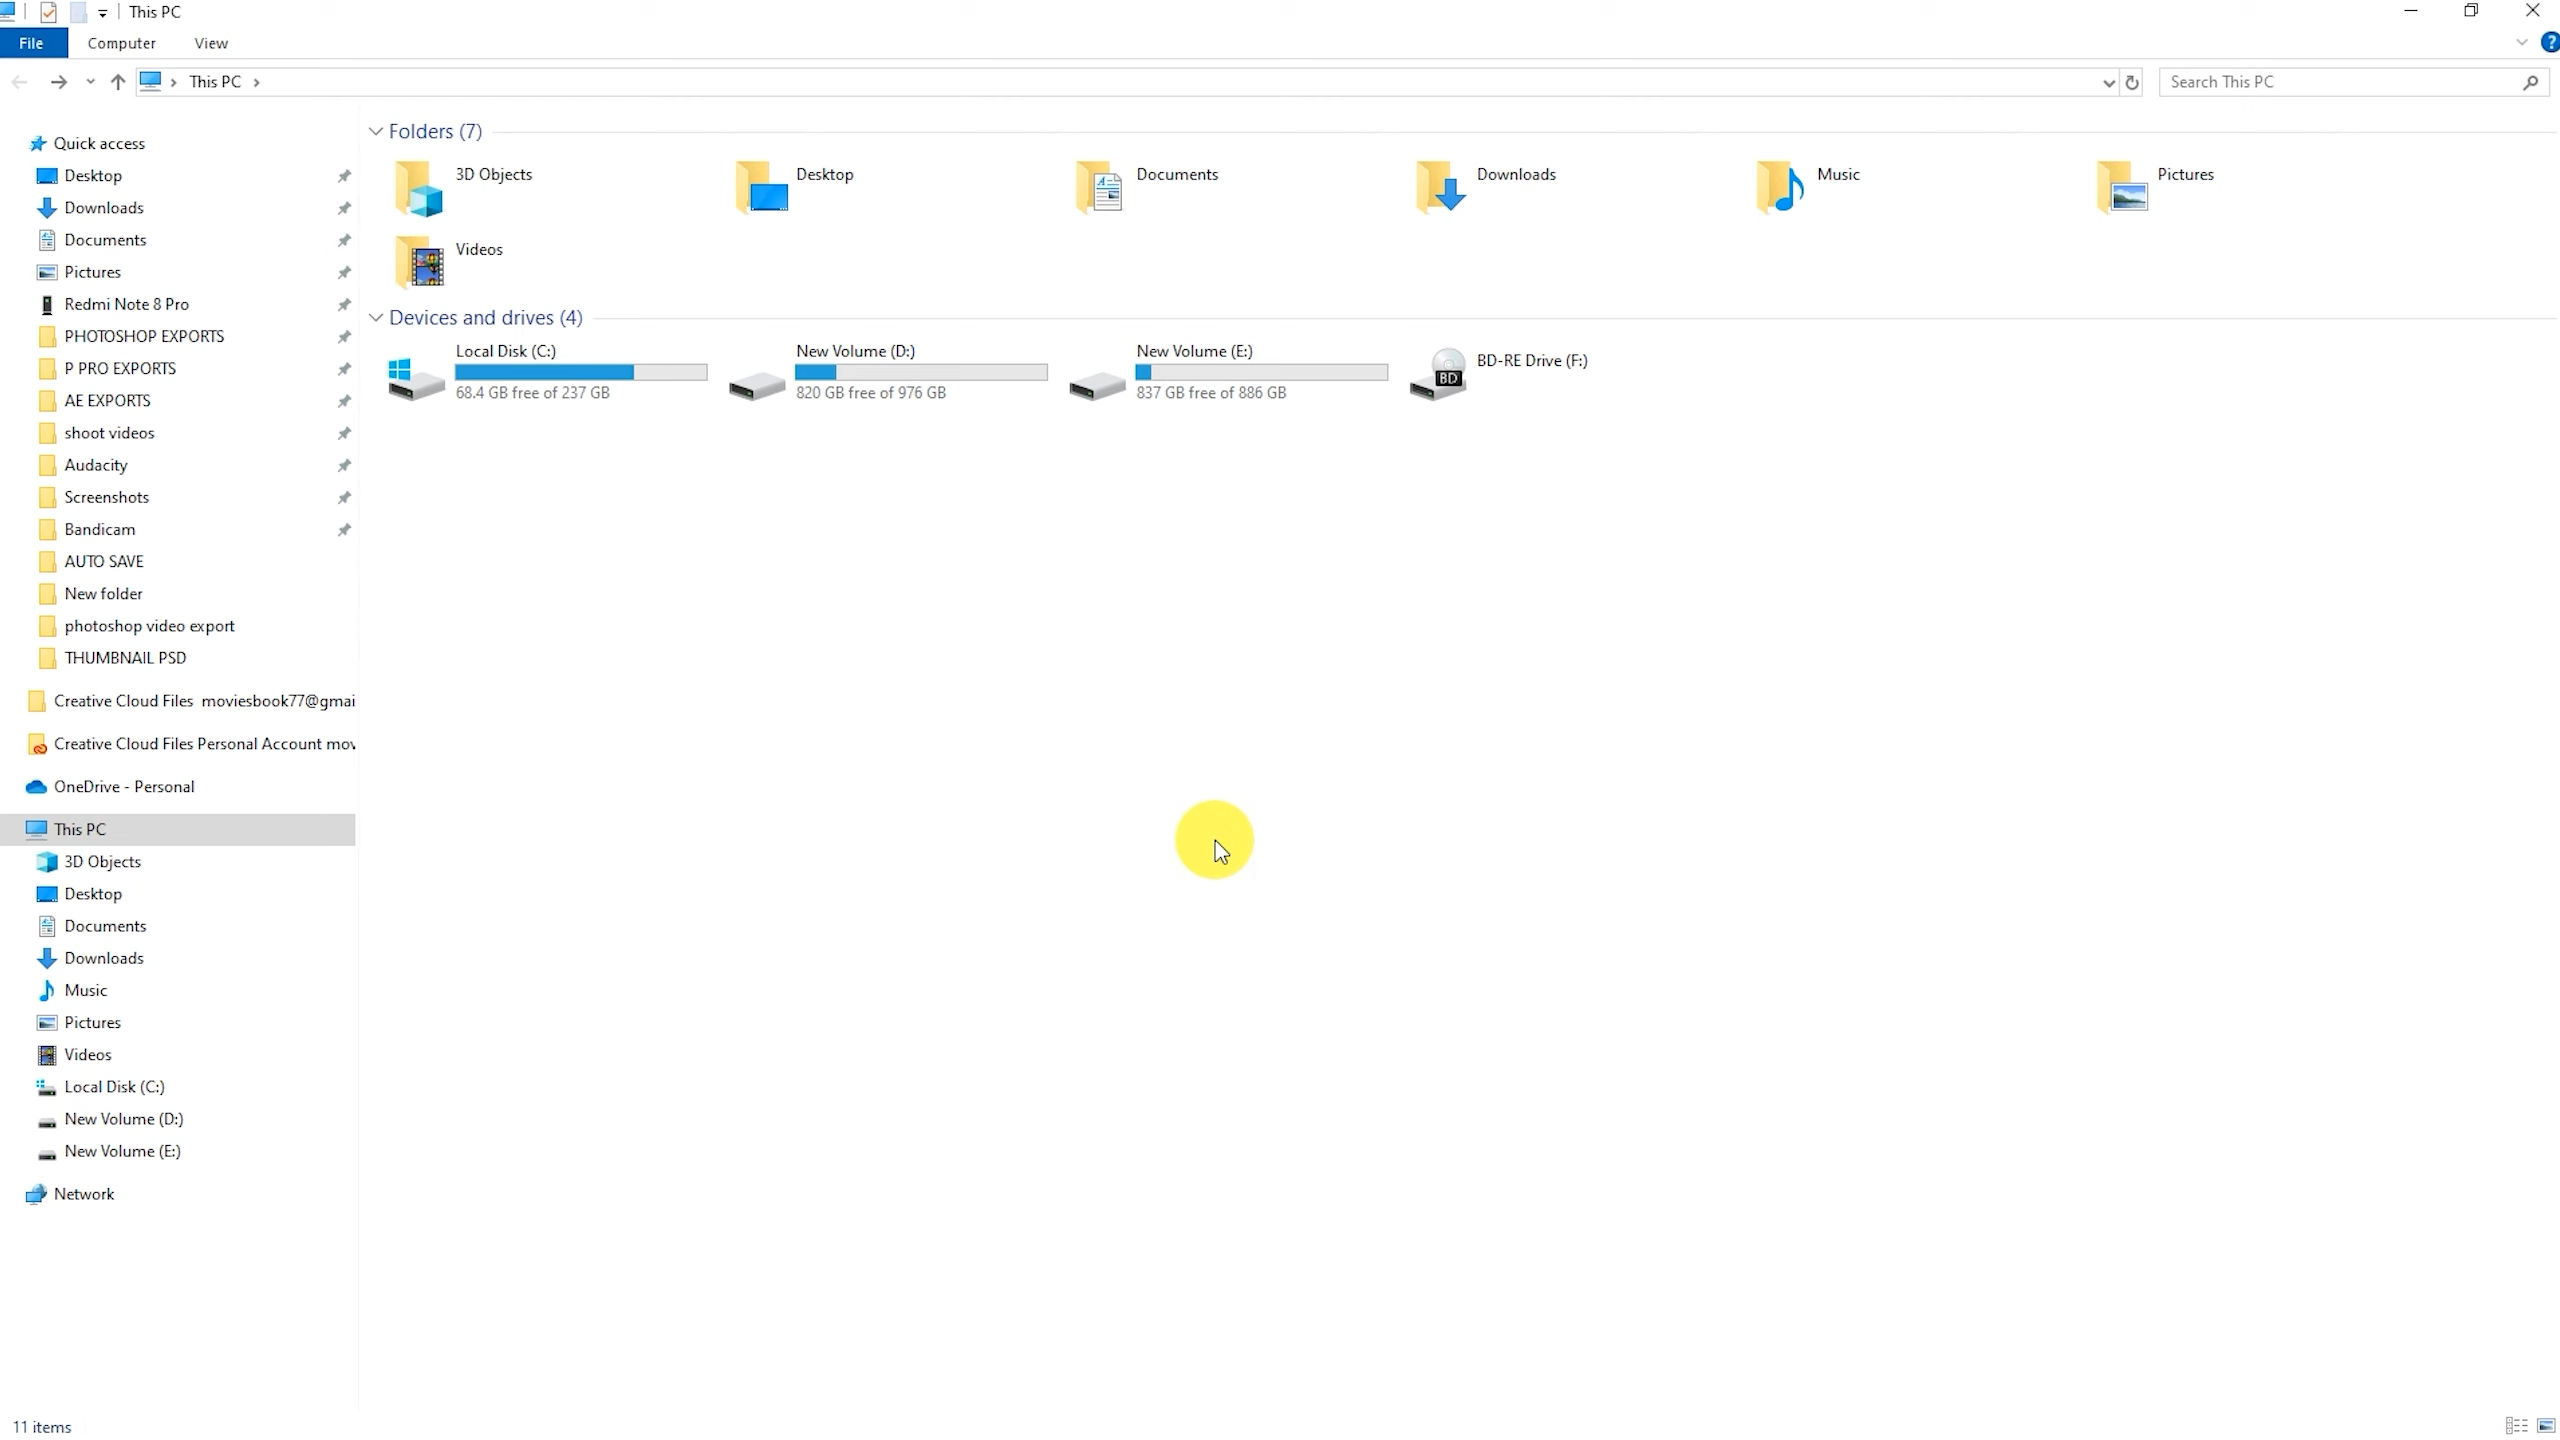 This PC
File Computer View
This PC
Search This PC
Quick access
Desktop
Downloads
Documents
Pictures
Redmi Note 8 Pro
PHOTOSHOP EXPORTS
P PRO EXPORTS
AE EXPORTS
shoot videos
Audacity
Screenshots
Bandicam
AUTO SAVE
New folder
photoshop video export
THUMBNAIL PSD
Creative Cloud Files moviesbook77@gmai
Creative Cloud Files Personal Account mov
OneDrive - Personal
This PC
3D Objects
Desktop
Documents
Downloads
Music
Pictures
Videos
Local Disk (C:)
New Volume (D:)
New Volume (E:)
Network
Folders (7)
3D Objects
Desktop
Documents
Downloads
Music
Pictures
Videos
Devices and drives (4)
Local Disk (C:)
68.4 GB free of 237 GB
New Volume (D:)
820 GB free of 976 GB
New Volume (E:)
837 GB free of 886 GB
BD
BD-RE Drive (F:)
11 items